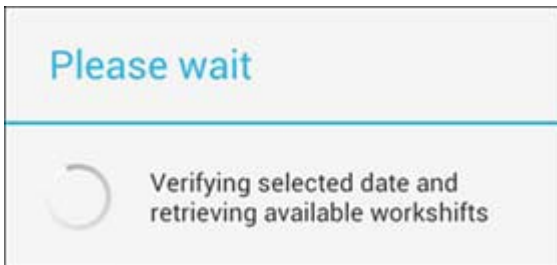 Please wait
Verifying selected date and
retrieving available workshifts